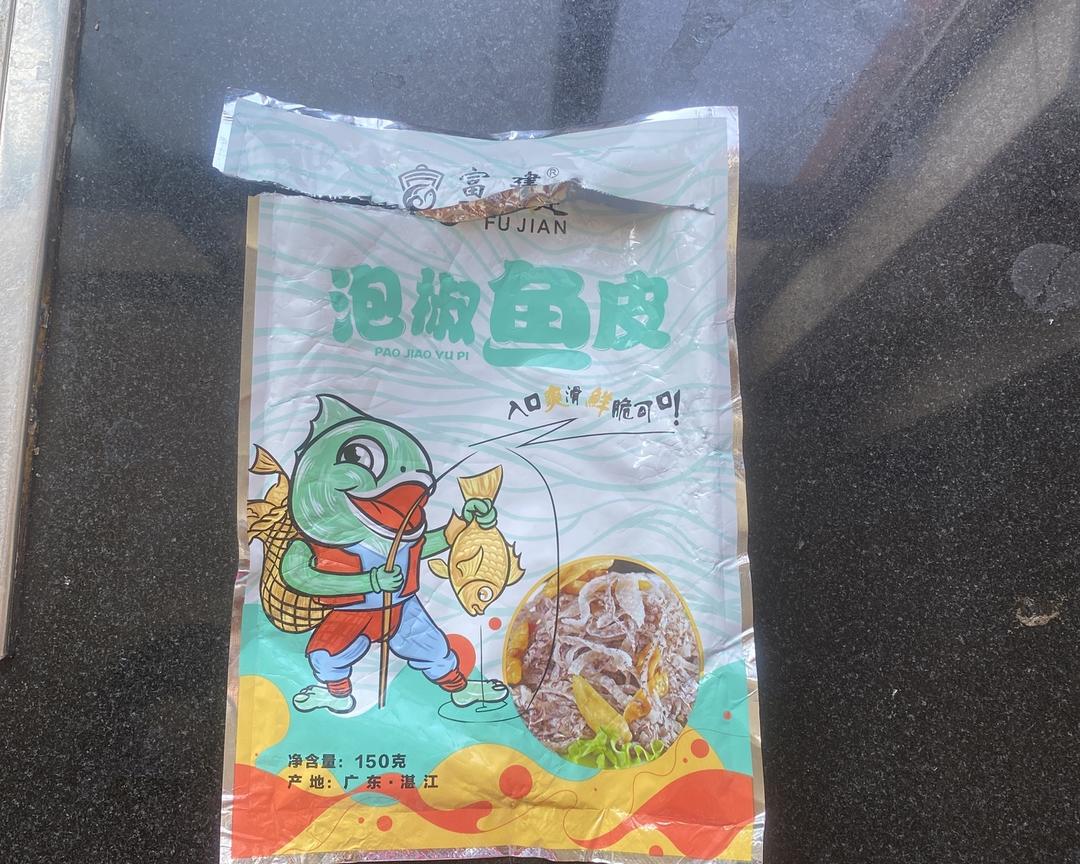 富建®
FU JIAN
泡椒鱼皮
PAO JIAO YU PI
入口爽滑 鲜脆可口!
净含量: 150克
产地: 广东·湛江